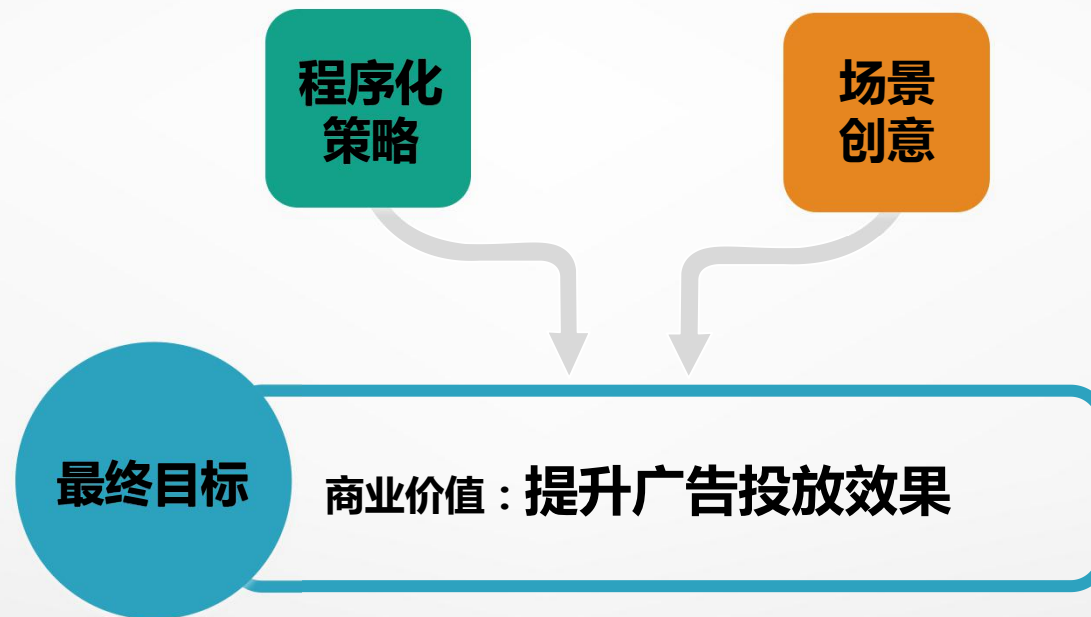 程序化
策略
场景
创意
最终目标
商业价值：提升广告投放效果